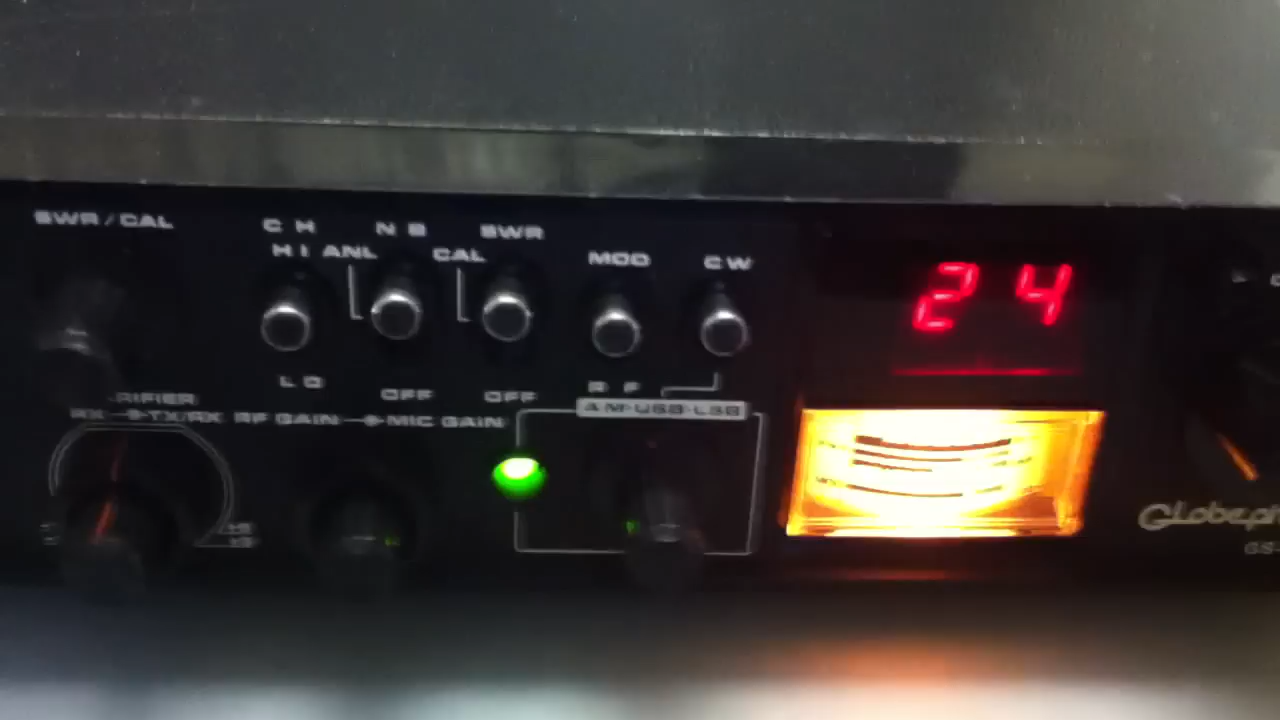 SWR/CAL
CH
HI
NB
ANL
SWR
CAL
MOD
CW
24
LO
OFF
OFF
RF
RX TX/RX RF GAIN MIC GAIN
AM-USB-LSB